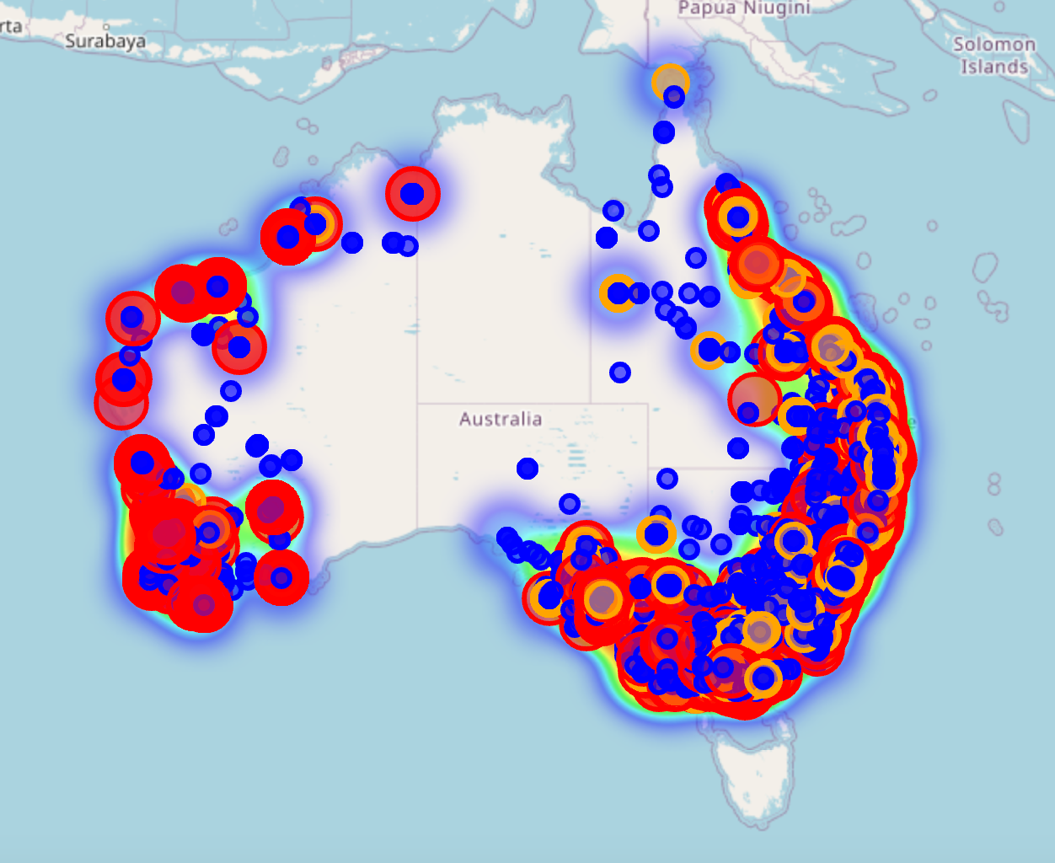 Papua Niugini
rta
Surabaya
Solomon
Islands
Australia